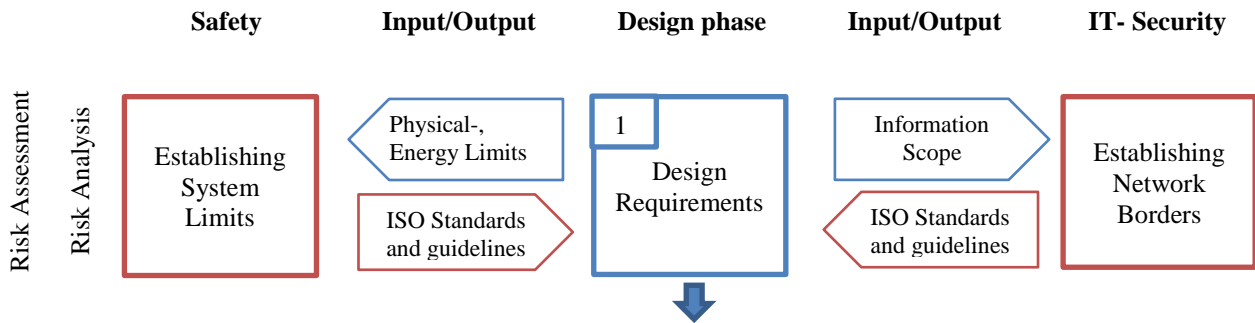 Safety
Input/Output
Design phase
Input/Output
IT- Security
Risk Assessment
Risk Analysis
Establishing
System
Limits
Physical-,
Energy Limits
ISO Standards
and guidelines
1
Design
Requirements
Information
Scope
ISO Standards
and guidelines
Establishing
Network
Borders